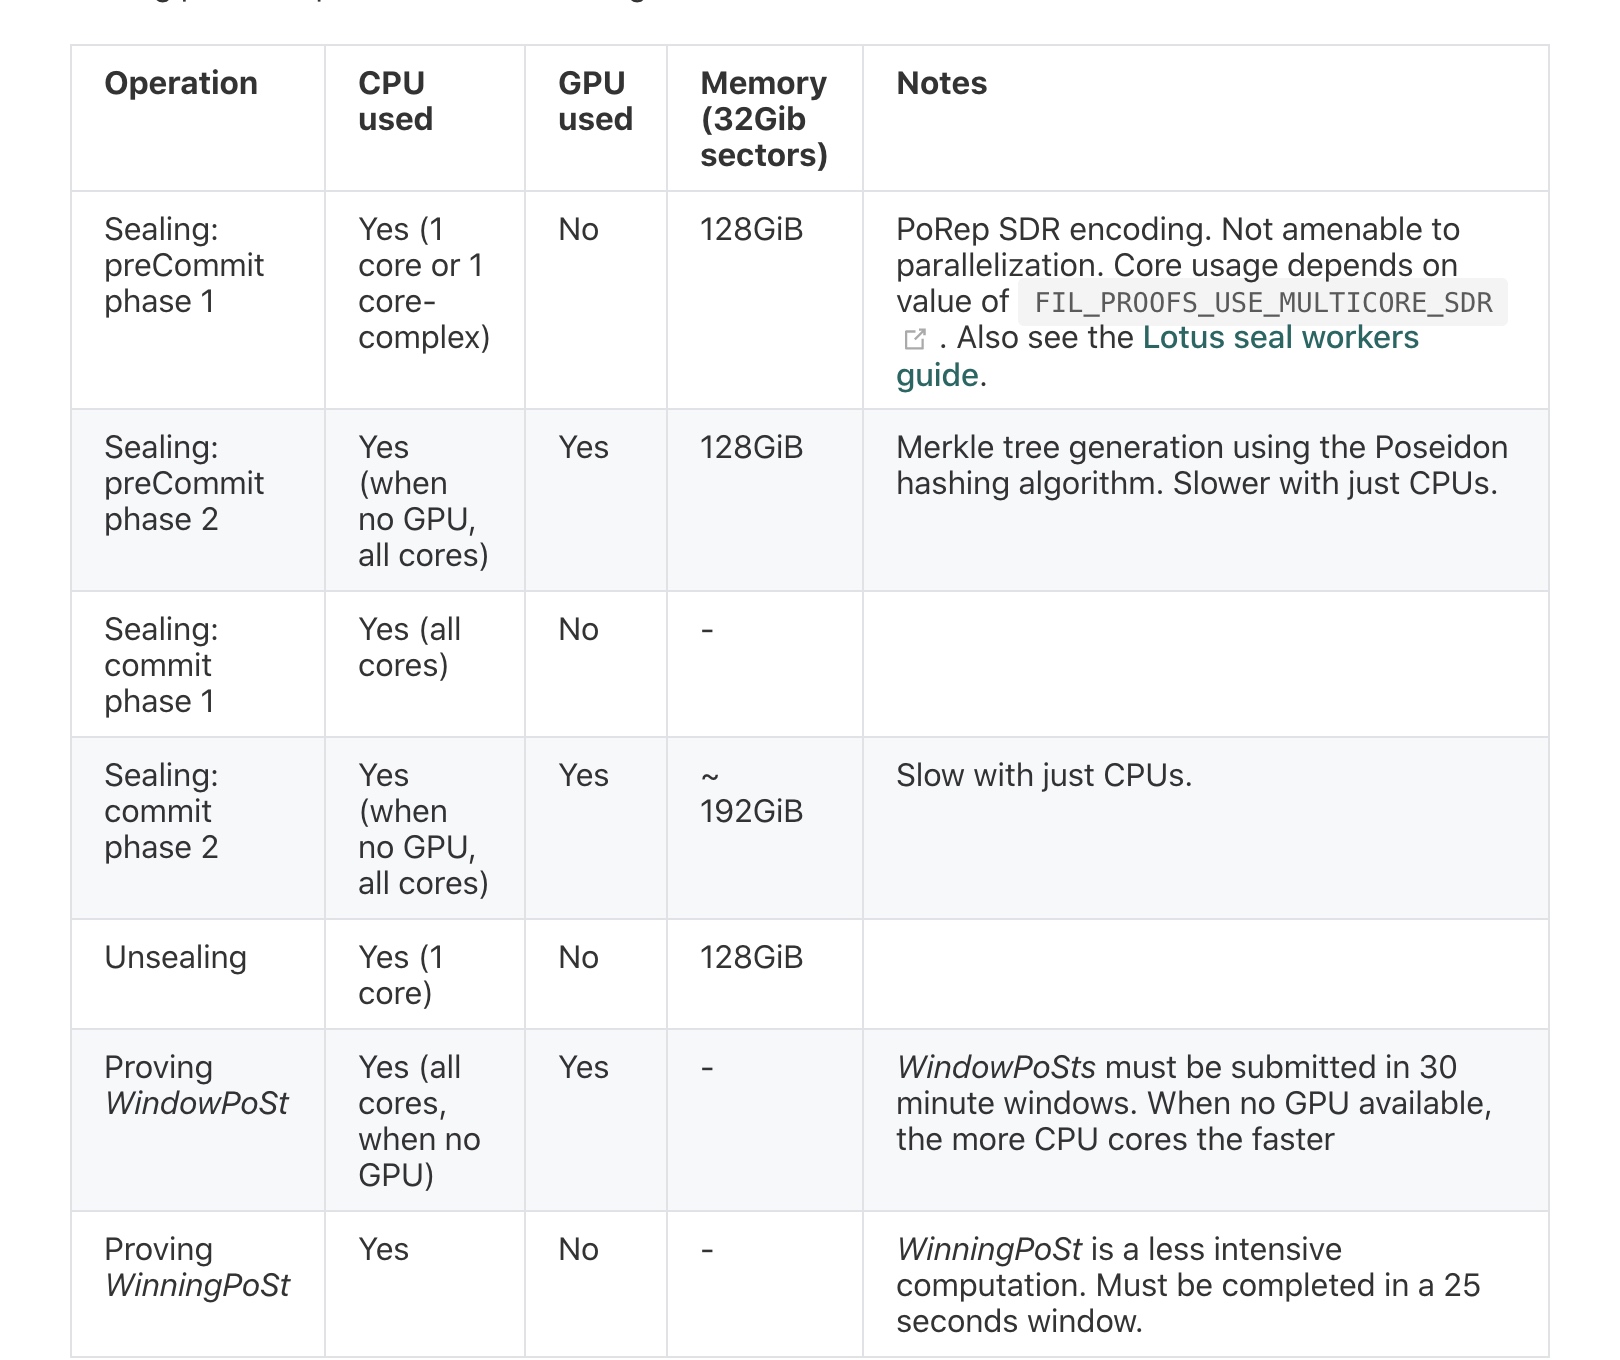 Operation
CPU
used
GPU
used
Memory
(32Gib
sectors)
Notes
Sealing:
preCommit
phase 1
Yes (1
core or 1
core-
complex)
No
128GiB
PoRep SDR encoding. Not amenable to
parallelization. Core usage depends on
value of FIL_PROOFS_USE_MULTICORE_SDR
. Also see the Lotus seal workers
guide.
Sealing:
preCommit
phase 2
Yes
(when
no GPU,
all cores)
Yes
128GiB
Merkle tree generation using the Poseidon
hashing algorithm. Slower with just CPUs.
Sealing:
commit
phase 1
Yes (all
cores)
No
-
Sealing:
commit
phase 2
Yes
(when
no GPU,
all cores)
Yes
~
192GiB
Slow with just CPUs.
Unsealing
Yes (1
core)
No
128GiB
Proving
WindowPoSt
Yes (all
cores,
when no
GPU)
Yes
-
WindowPoSts must be submitted in 30
minute windows. When no GPU available,
the more CPU cores the faster
Proving
WinningPoSt
Yes
No
-
WinningPoSt is a less intensive
computation. Must be completed in a 25
seconds window.